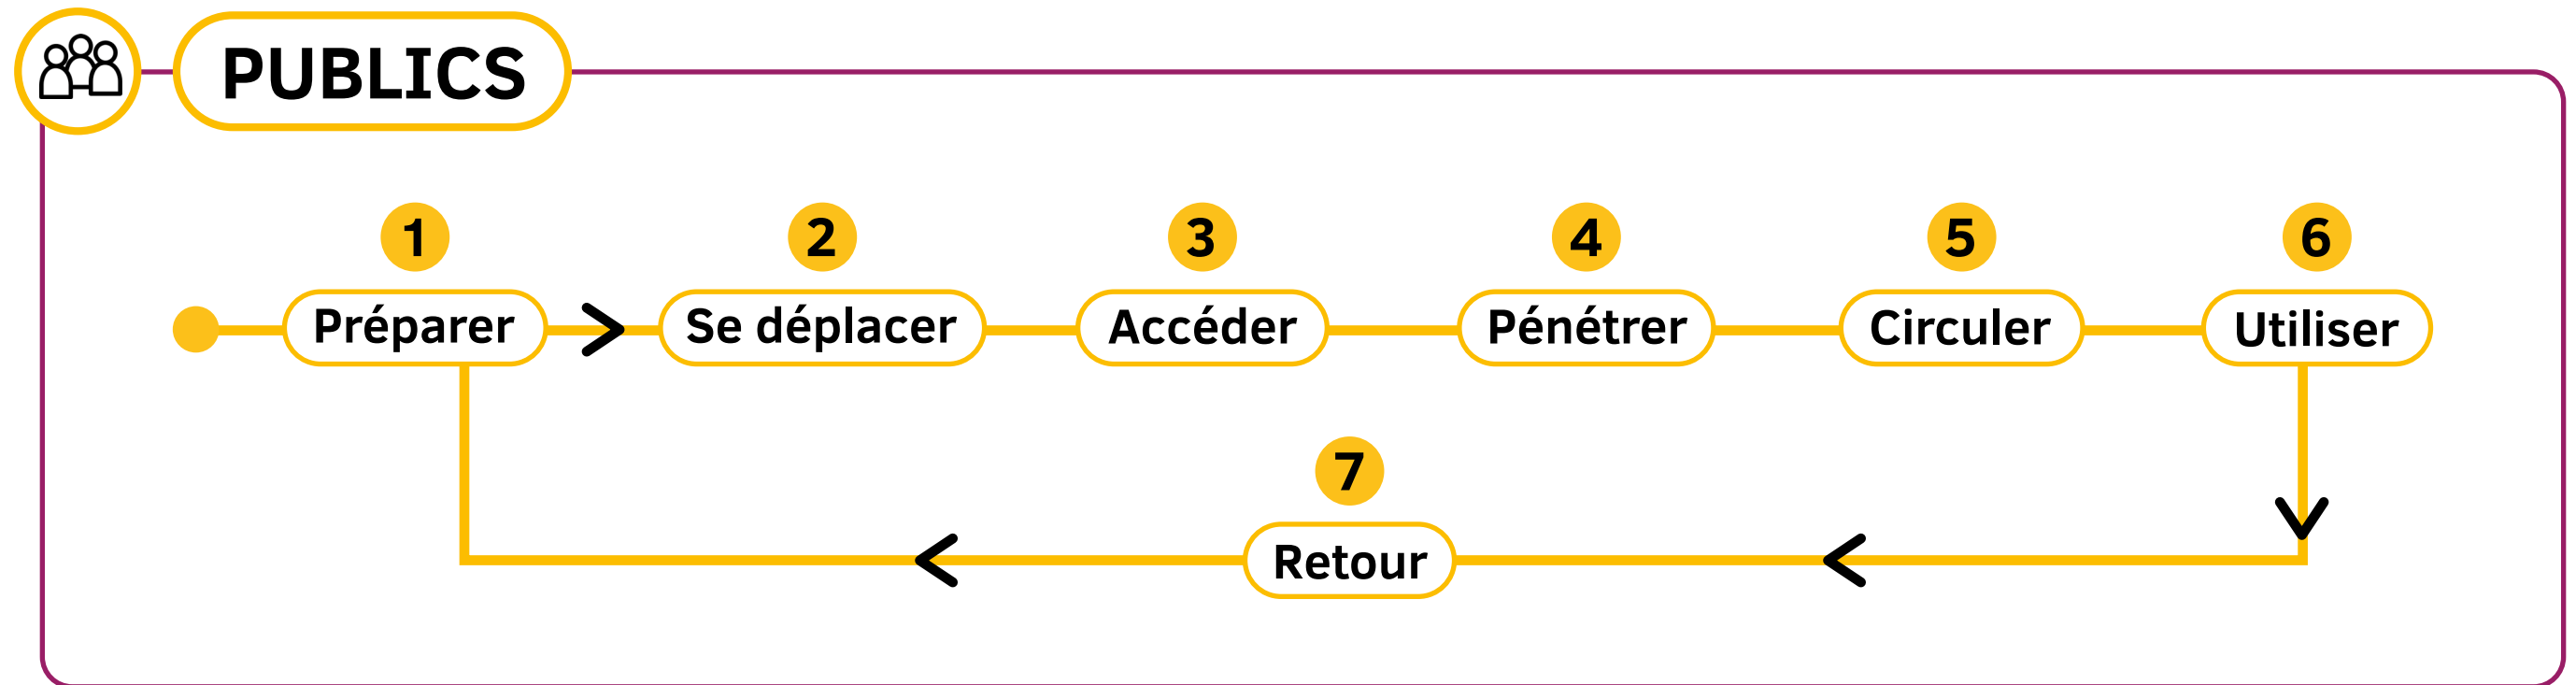 PUBLICS
1
Préparer
2
Se déplacer
3
Accéder
4
Pénétrer
5
Circuler
6
Utiliser
7
Retour